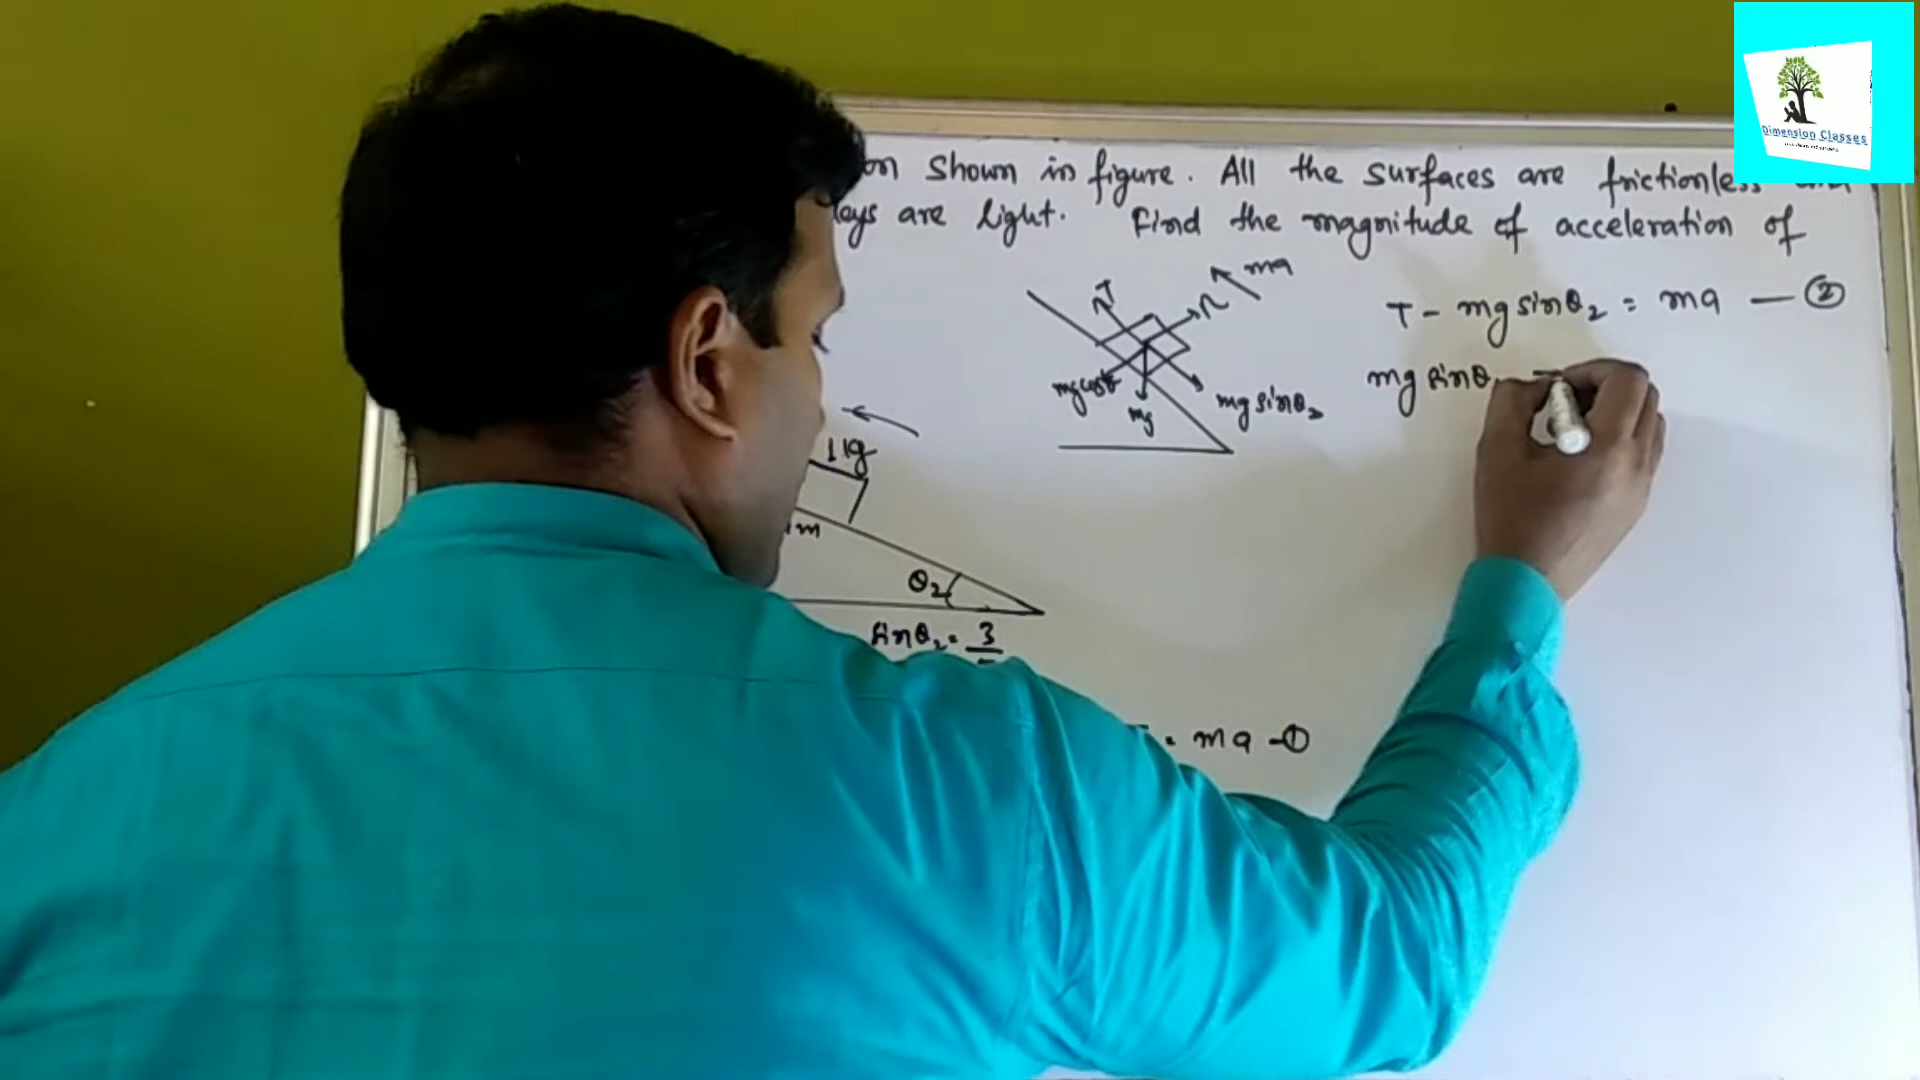 on shown in figure. All the surfaces are frictionless
leys are light. Find the magnitude of acceleration of
T
R
ma
mg cosθ
mg
mg sinθ2
T - mg sinθ2 = ma — ②
mg sinθ
1 kg
m
θ2
sinθ2 = 3
= ma - ①
Dimension Classes